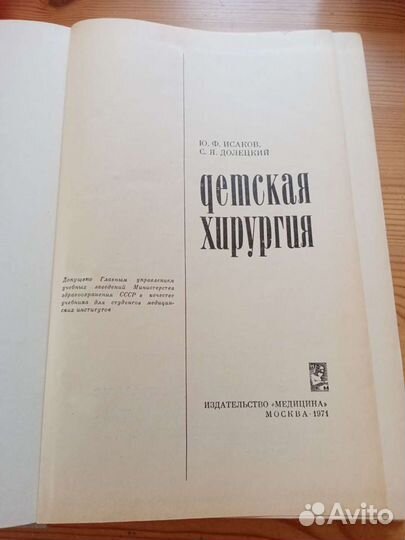 Ю. Ф. ИСАКОВ,
С. Я. ДОЛЕЦКИЙ
детская
хирургия
Допущено Главным управлением
учебных заведений Министерства
здравоохранения СССР в качестве
учебника для студентов медицин-
ских институтов
ИЗДАТЕЛЬСТВО «МЕДИЦИНА»
МОСКВА - 1971
Avito